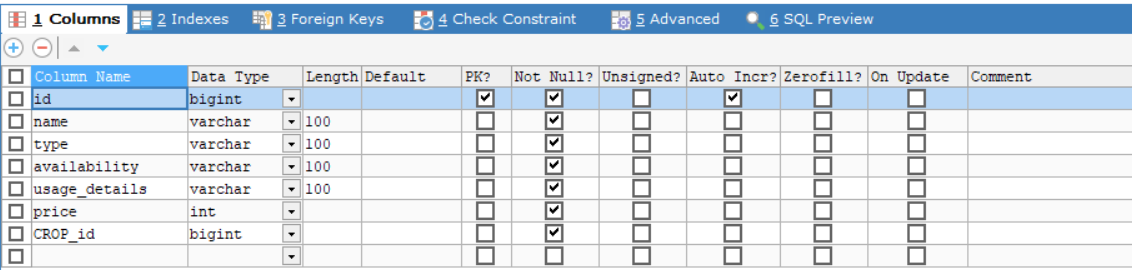 1 Columns 2 Indexes 3 Foreign Keys 4 Check Constraint 5 Advanced 6 SQL Preview
Column Name Data Type Length Default PK? Not Null? Unsigned? Auto Incr? Zerofill? On Update Comment
id bigint
name varchar 100
type varchar 100
availability varchar 100
usage_details varchar 100
price int
CROP_id bigint